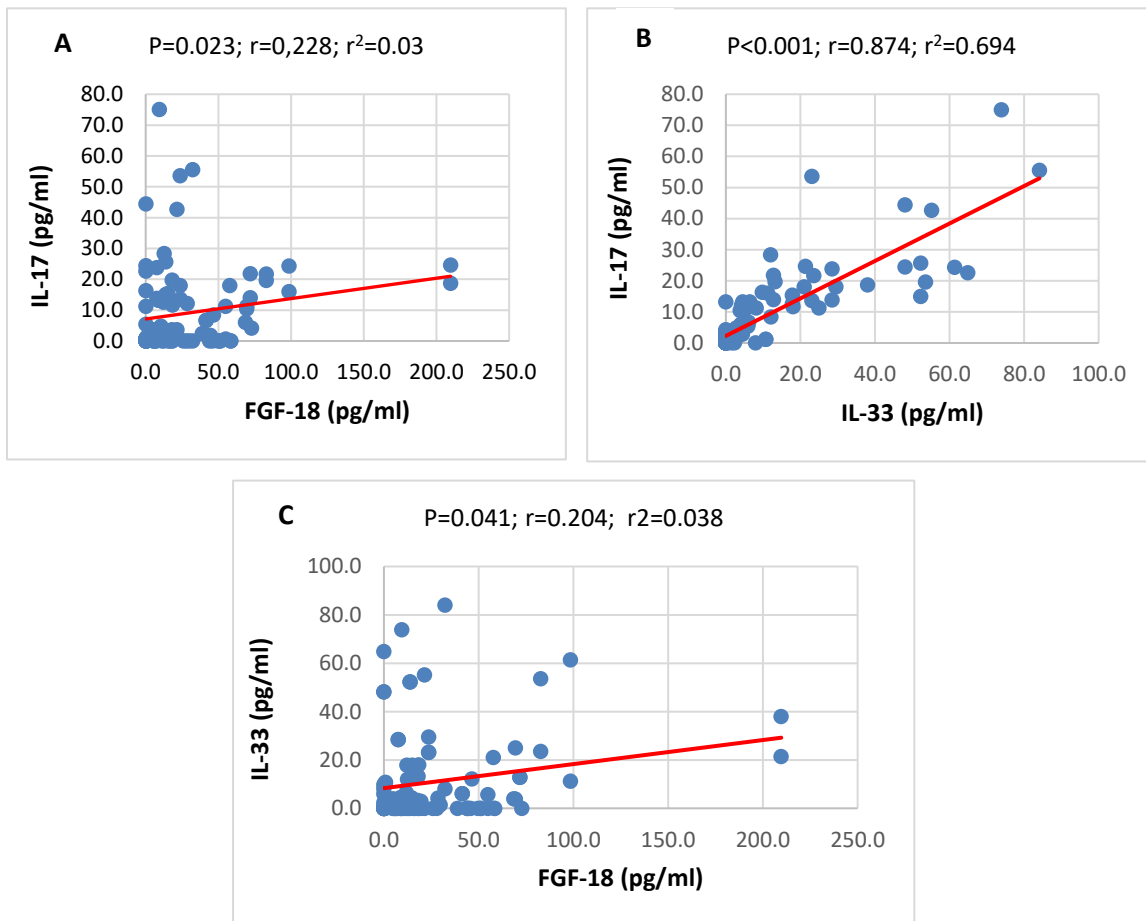 A
P=0.023; r=0,228; r²=0.03
IL-17 (pg/ml)
80.0
70.0
60.0
50.0
40.0
30.0
20.0
10.0
0.0
0.0 50.0 100.0 150.0 200.0 250.0
FGF-18 (pg/ml)
B
P<0.001; r=0.874; r²=0.694
IL-17 (pg/ml)
80.0
70.0
60.0
50.0
40.0
30.0
20.0
10.0
0.0
0.0 20.0 40.0 60.0 80.0 100.0
IL-33 (pg/ml)
C
P=0.041; r=0.204; r2=0.038
IL-33 (pg/ml)
100.0
80.0
60.0
40.0
20.0
0.0
0.0 50.0 100.0 150.0 200.0 250.0
FGF-18 (pg/ml)